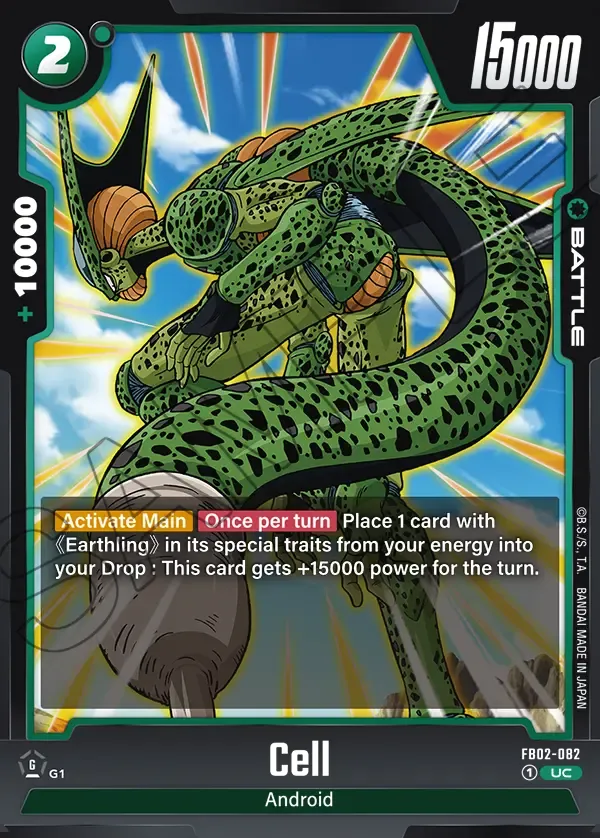 2
15000
+10000
BATTLE
Activate Main Once per turn Place 1 card with
《Earthling》 in its special traits from your energy into
your Drop : This card gets +15000 power for the turn.
©B.S./S., T.A. BANDAI MADE IN JAPAN
G G1
Cell
FB02-082
1 UC
Android
SAMPLE